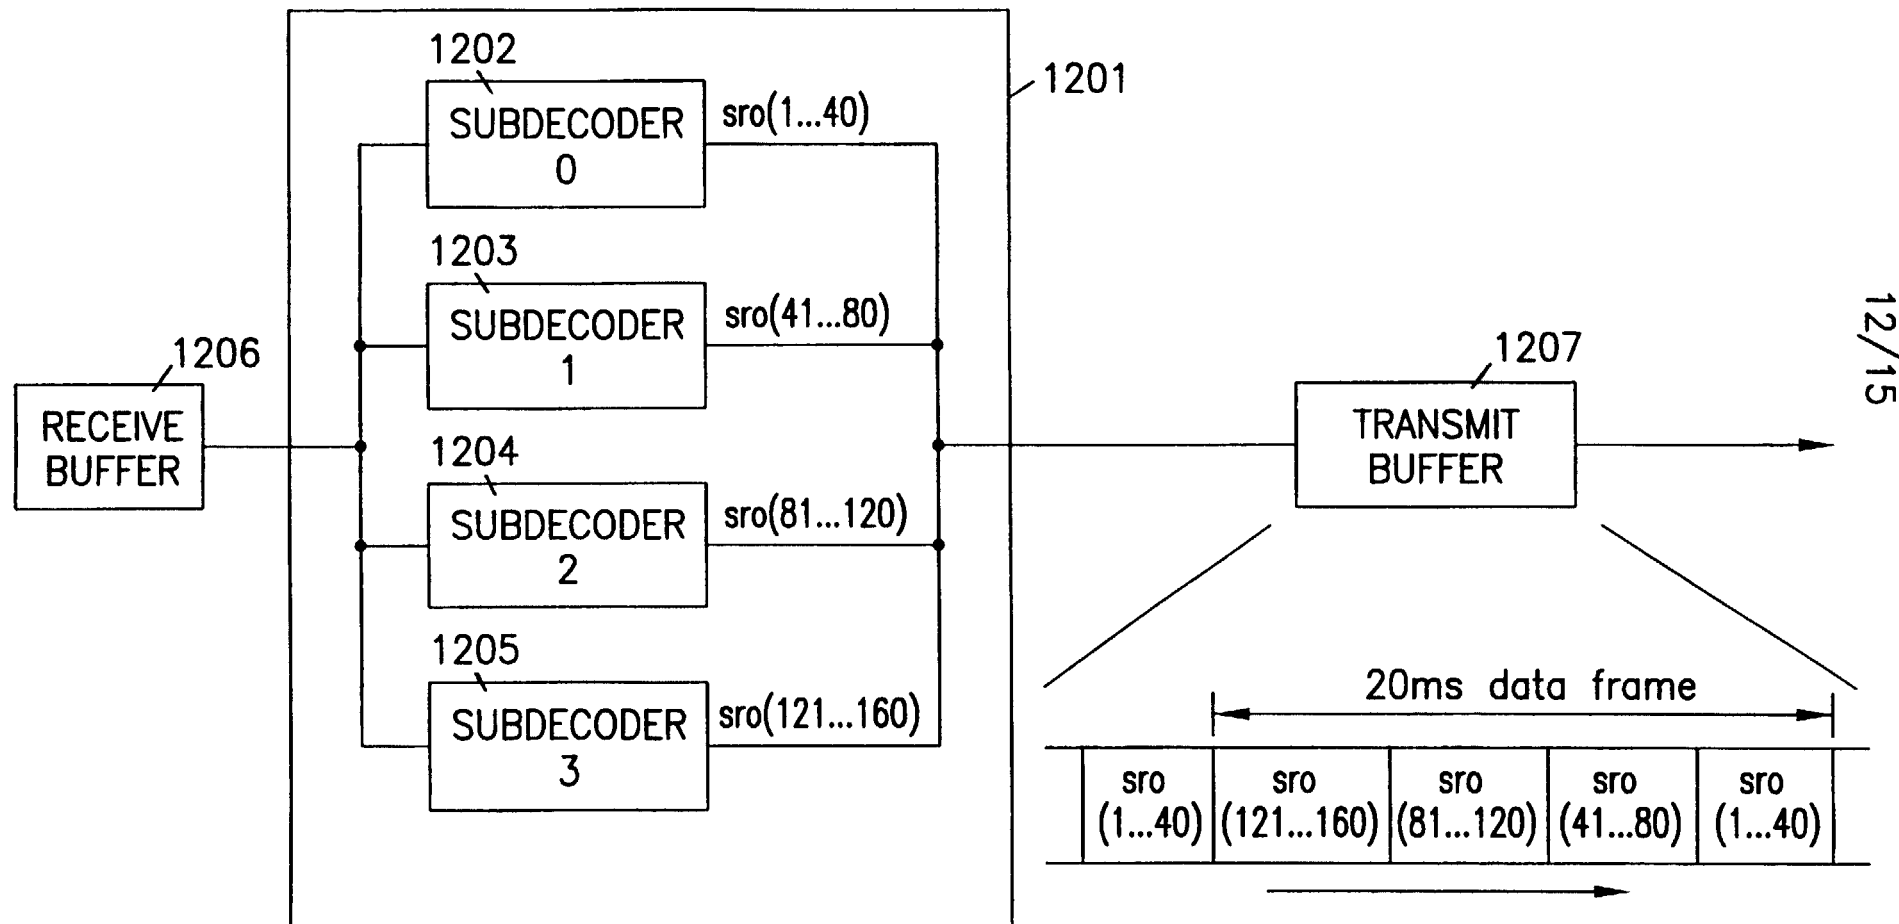 1202
SUBDECODER
0
sro(1...40)
1201
1203
SUBDECODER
1
sro(41...80)
1206
RECEIVE
BUFFER
1204
SUBDECODER
2
sro(81...120)
1205
SUBDECODER
3
sro(121...160)
1207
TRANSMIT
BUFFER
12/15
20ms data frame
sro
(1...40)
sro
(121...160)
sro
(81...120)
sro
(41...80)
sro
(1...40)